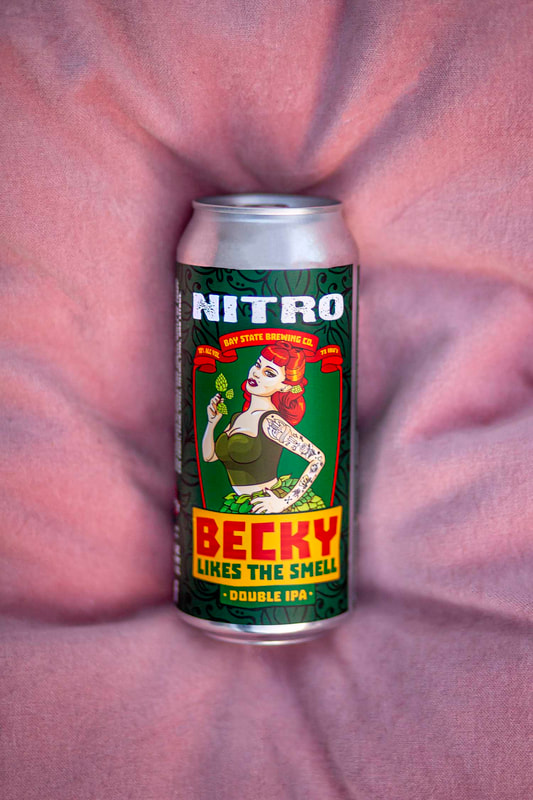 NITRO
BAY STATE BREWING CO.
BECKY
LIKES THE SMELL
· DOUBLE IPA ·